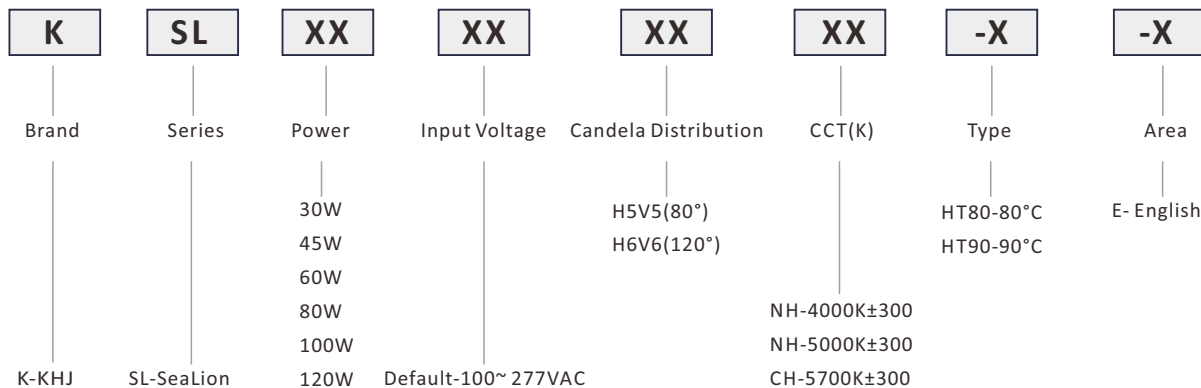 K SL XX XX XX XX -X -X
Brand Series Power Input Voltage Candela Distribution CCT(K) Type Area
30W H5V5(80°) HT80-80°C E- English
45W H6V6(120°) HT90-90°C
60W
80W NH-4000K±300
100W NH-5000K±300
K-KHJ SL-SeaLion 120W Default-100~ 277VAC CH-5700K±300